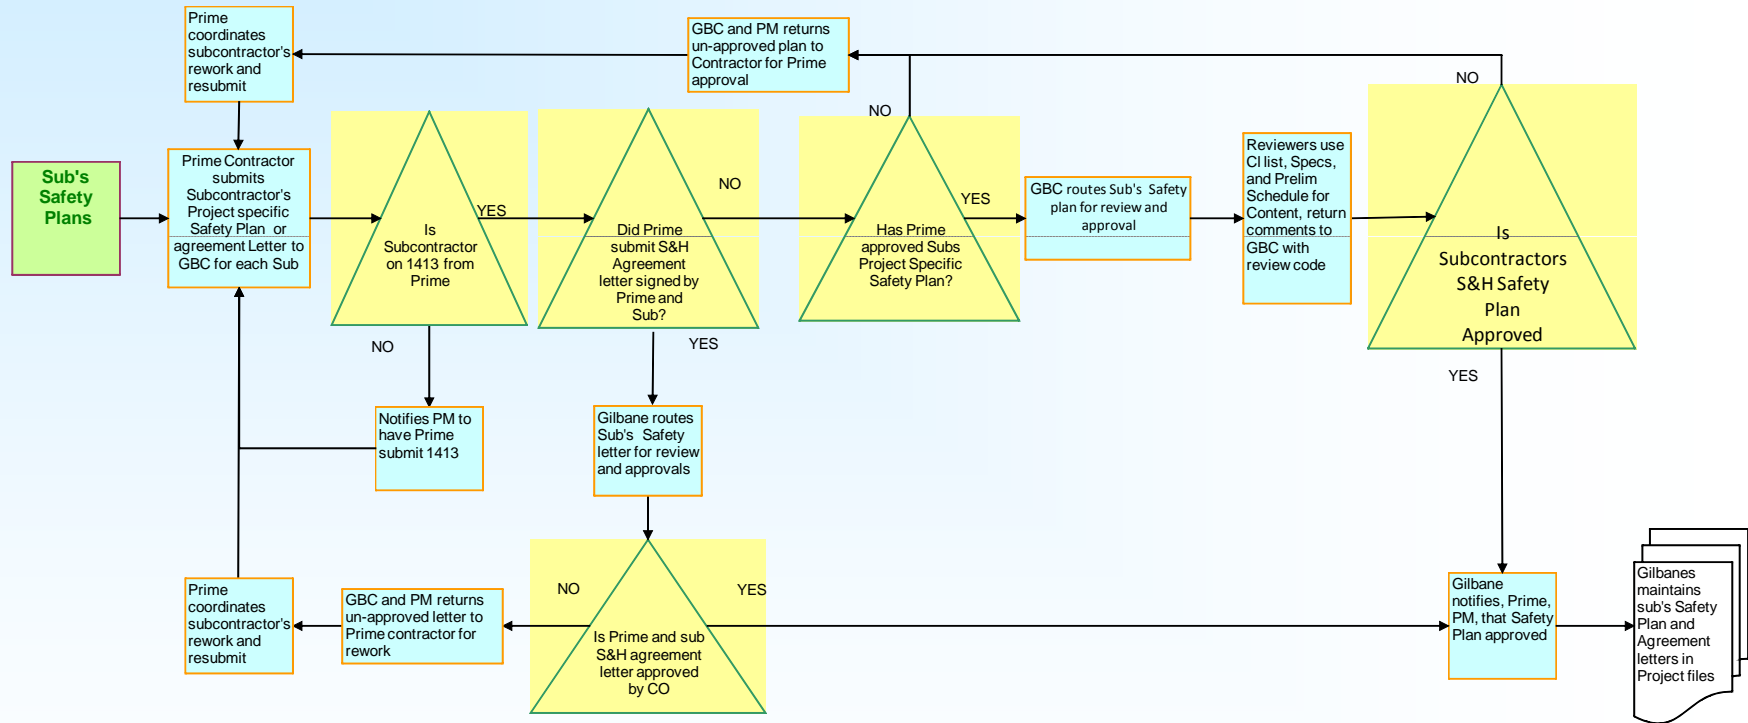 Sub's
Safety
Plans
Prime
coordinates
subcontractor's
rework and
resubmit
Prime Contractor
submits
Subcontractor's
Project specific
Safety Plan or
agreement Letter to
GBC for each Sub
GBC and PM returns
un-approved plan to
Contractor for Prime
approval
Is
Subcontractor
on 1413 from
Prime
YES
NO
Notifies PM to
have Prime
submit 1413
Did Prime
submit S&H
Agreement
letter signed by
Prime and
Sub?
NO
YES
Gilbane routes
Sub's Safety
letter for review
and approvals
Has Prime
approved Subs
Project Specific
Safety Plan?
NO
YES
GBC routes Sub's Safety
plan for review and
approval
Reviewers use
CI list, Specs,
and Prelim
Schedule for
Content, return
comments to
GBC with
review code
Is
Subcontractors
S&H Safety
Plan
Approved
NO
YES
Is Prime and sub
S&H agreement
letter approved
by CO
NO
YES
GBC and PM returns
un-approved letter to
Prime contractor for
rework
Prime
coordinates
subcontractor's
rework and
resubmit
Gilbane
notifies, Prime,
PM, that Safety
Plan approved
Gilbanes
maintains
sub's Safety
Plan and
Agreement
letters in
Project files